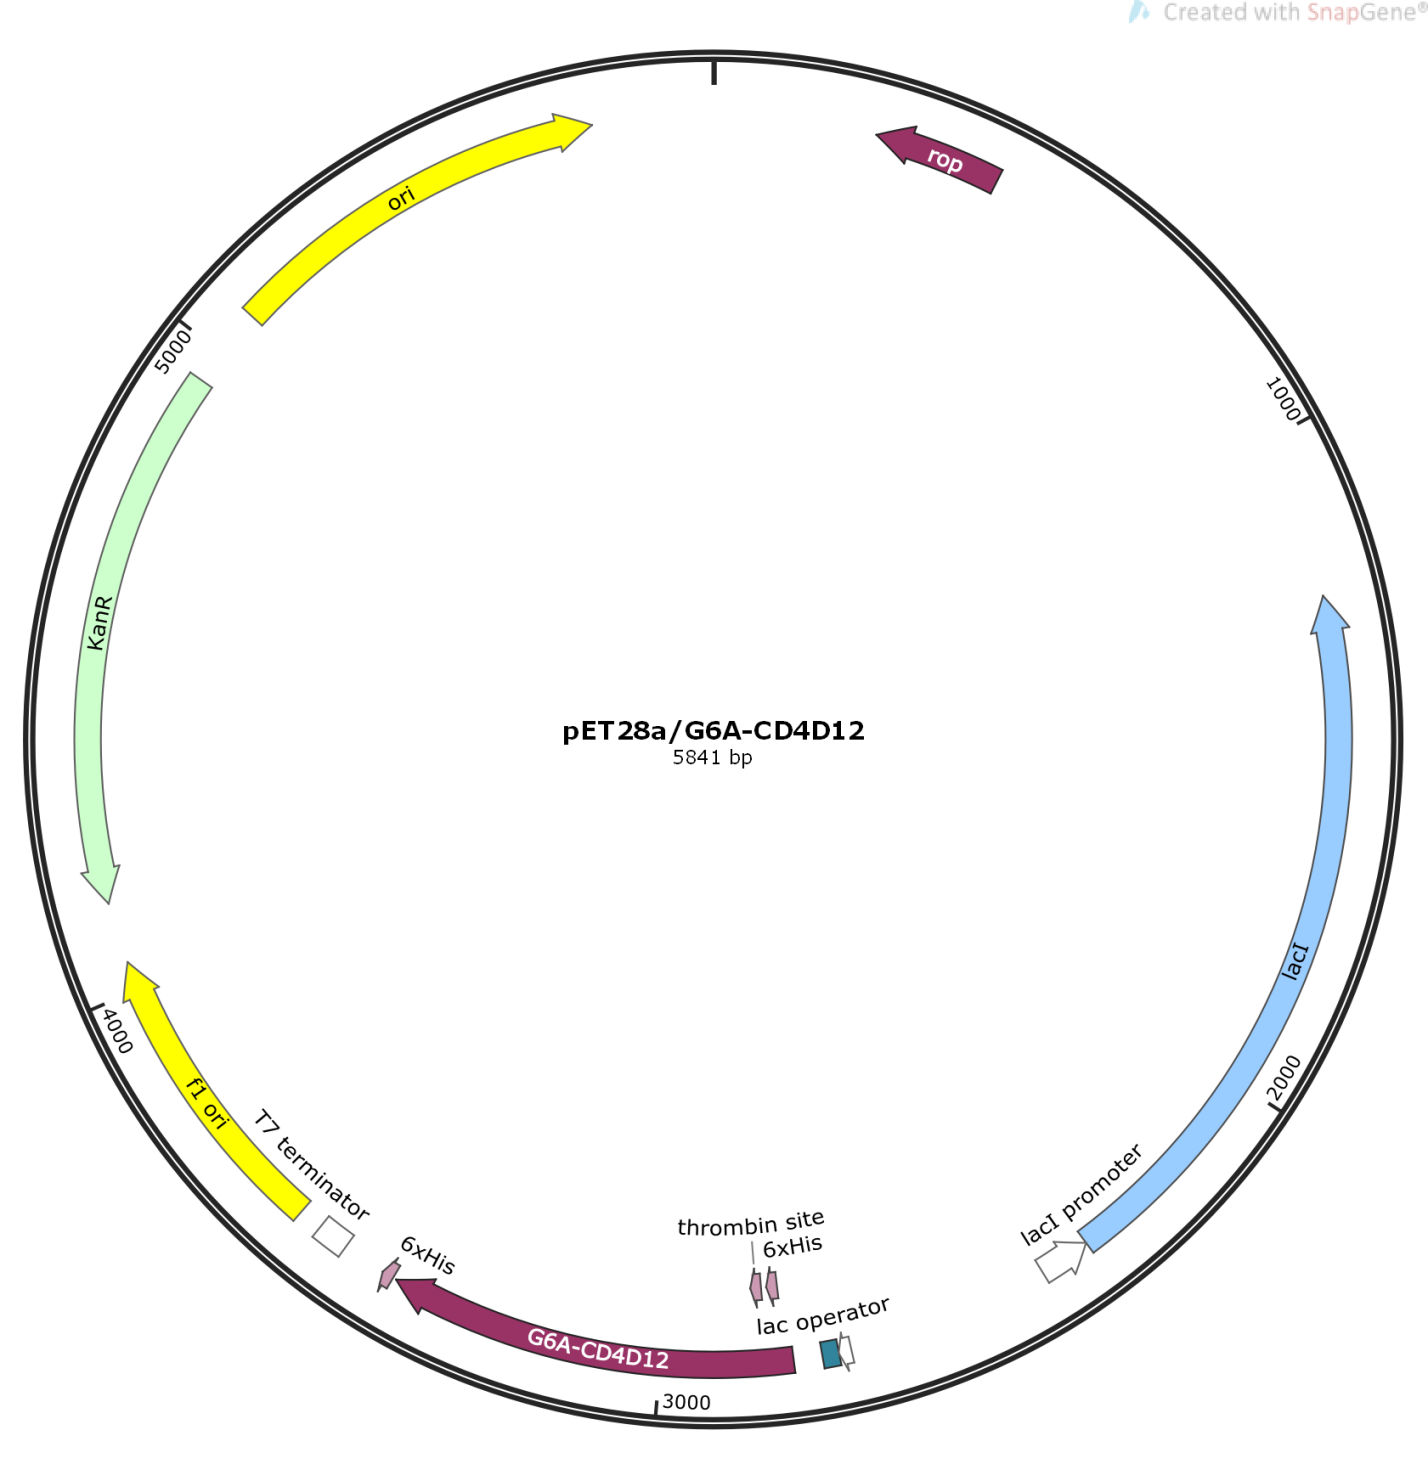 Created with SnapGene®
rop
ori
5000
1000
KanR
pET28a/G6A-CD4D12
5841 bp
lacI
4000
f1 ori
2000
T7 terminator
lacI promoter
thrombin site
6xHis
6xHis
lac operator
G6A-CD4D12
3000